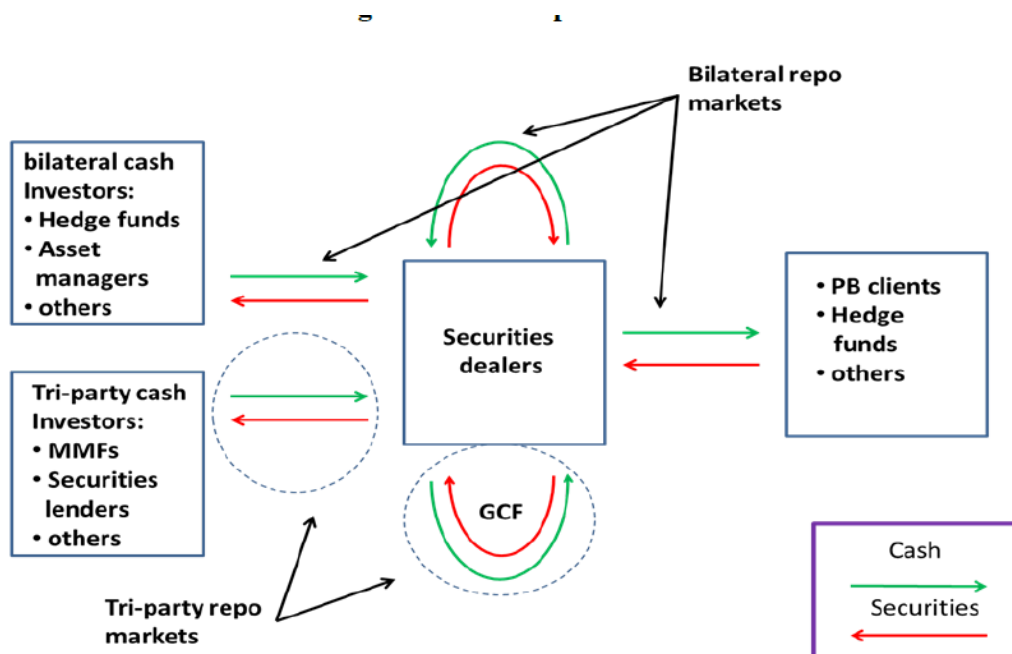 Bilateral repo
markets
bilateral cash
Investors:
• Hedge funds
• Asset
managers
• others
Securities
dealers
• PB clients
• Hedge
funds
• others
Tri-party cash
Investors:
• MMFs
• Securities
lenders
• others
GCF
Tri-party repo
markets
Cash
Securities